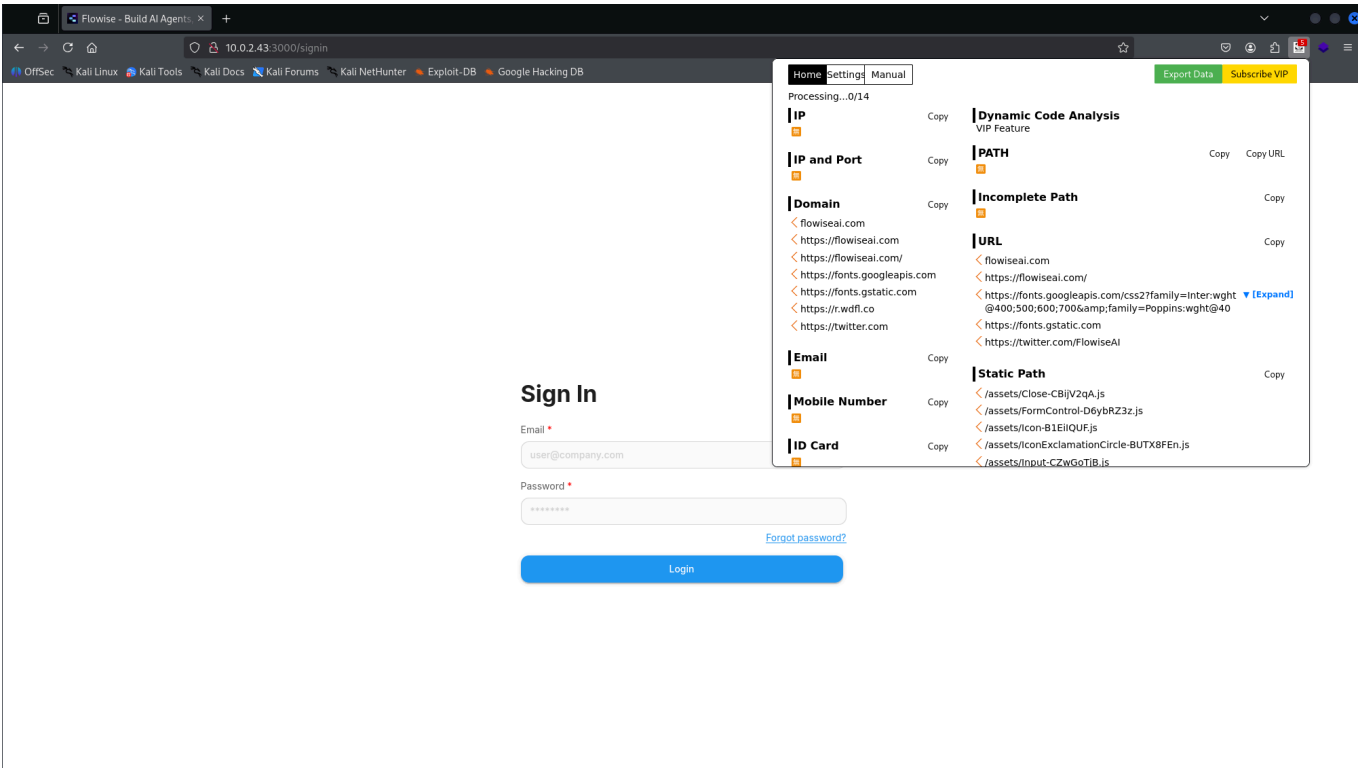 Flowise - Build AI Agents,
10.0.2.43:3000/signin
OffSec
Kali Linux
Kali Tools
Kali Docs
Kali Forums
Kali NetHunter
Exploit-DB
Google Hacking DB
5
Home
Settings
Manual
Export Data
Subscribe VIP
Processing...0/14
IP
Copy
IP and Port
Copy
Domain
Copy
flowiseai.com
https://flowiseai.com
https://flowiseai.com/
https://fonts.googleapis.com
https://fonts.gstatic.com
https://r.wdfl.co
https://twitter.com
Email
Copy
Mobile Number
Copy
ID Card
Copy
Dynamic Code Analysis
VIP Feature
PATH
Copy
Copy URL
Incomplete Path
Copy
URL
Copy
flowiseai.com
https://flowiseai.com/
https://fonts.googleapis.com/css2?family=Inter:wght
▼ [Expand]
@400;500;600;700&amp;family=Poppins:wght@40
https://fonts.gstatic.com
https://twitter.com/FlowiseAI
Static Path
Copy
/assets/Close-CBijV2qA.js
/assets/FormControl-D6ybRZ3z.js
/assets/Icon-B1EiIQUF.js
/assets/IconExclamationCircle-BUTX8FEn.js
/assets/Input-CZwGoTjB.js
Sign In
Email *
user@company.com
Password *
********
Forgot password?
Login